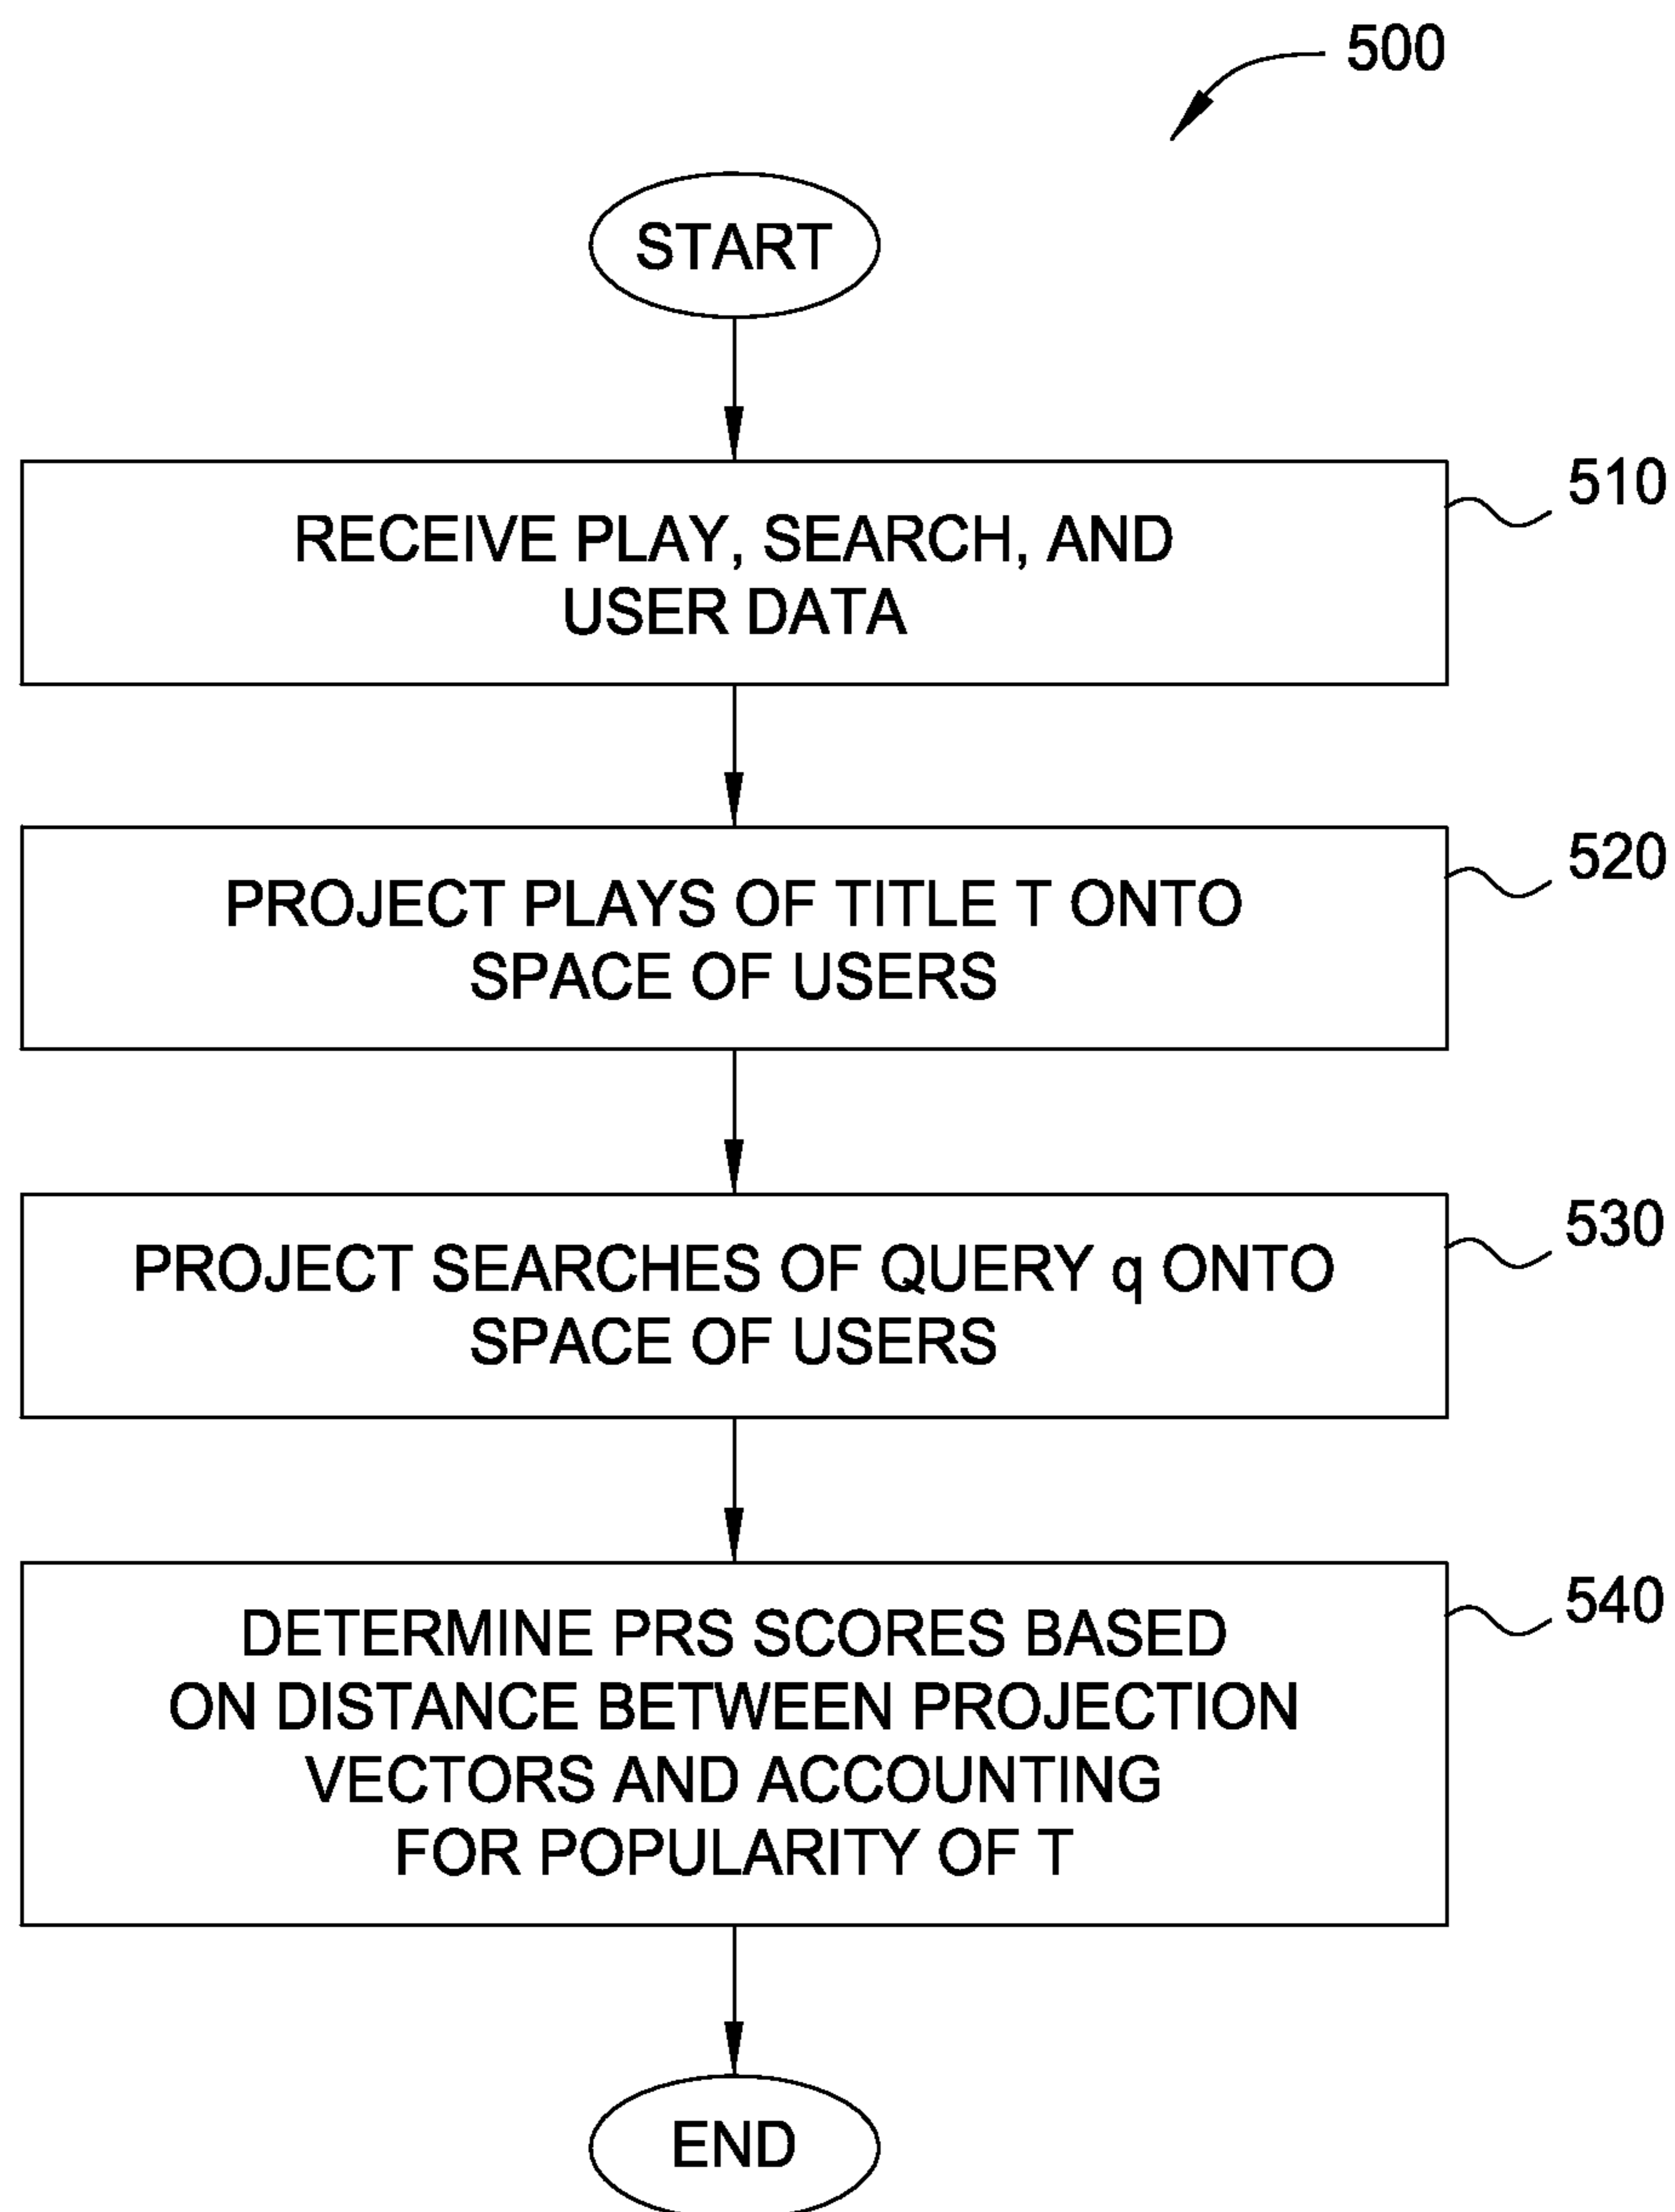 500
START
510
RECEIVE PLAY, SEARCH, AND
USER DATA
520
PROJECT PLAYS OF TITLE T ONTO
SPACE OF USERS
530
PROJECT SEARCHES OF QUERY q ONTO
SPACE OF USERS
540
DETERMINE PRS SCORES BASED
ON DISTANCE BETWEEN PROJECTION
VECTORS AND ACCOUNTING
FOR POPULARITY OF T
END